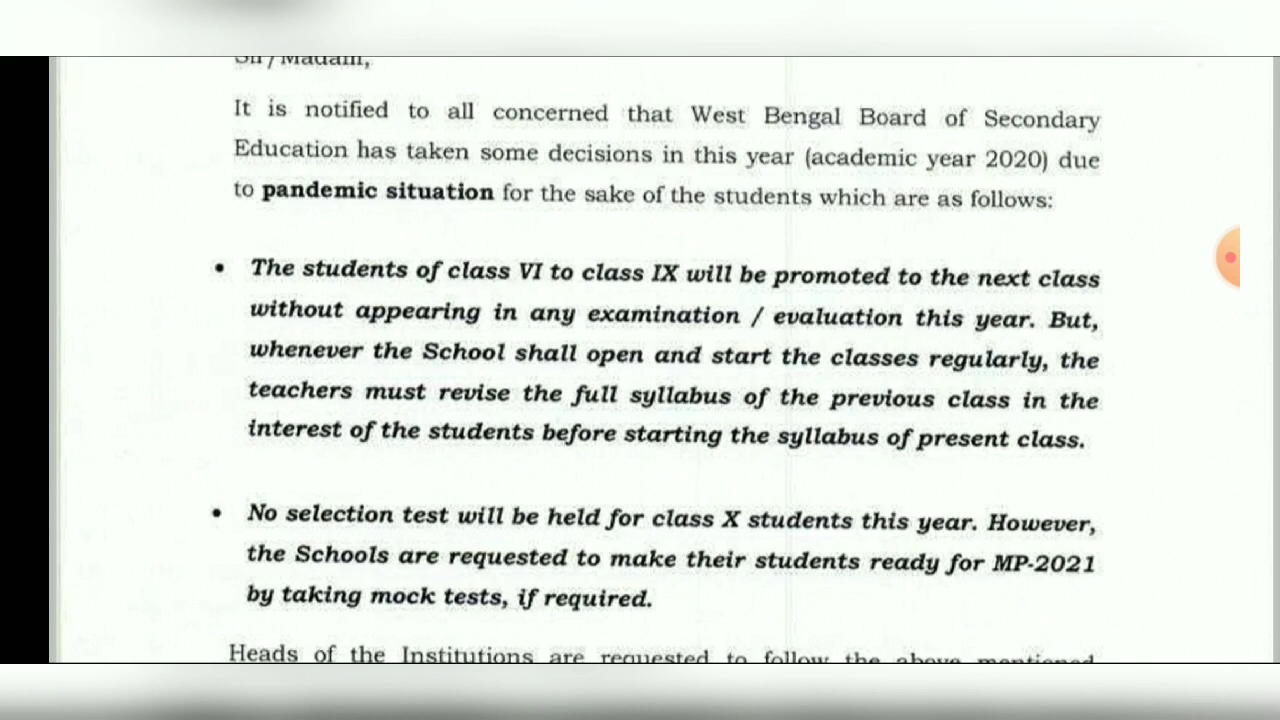 Sir/Madam,
It is notified to all concerned that West Bengal Board of Secondary
Education has taken some decisions in this year (academic year 2020) due
to pandemic situation for the sake of the students which are as follows:
• The students of class VI to class IX will be promoted to the next class
without appearing in any examination / evaluation this year. But,
whenever the School shall open and start the classes regularly, the
teachers must revise the full syllabus of the previous class in the
interest of the students before starting the syllabus of present class.
• No selection test will be held for class X students this year. However,
the Schools are requested to make their students ready for MP-2021
by taking mock tests, if required.
Heads of the Institutions are requested to follow the above mentioned